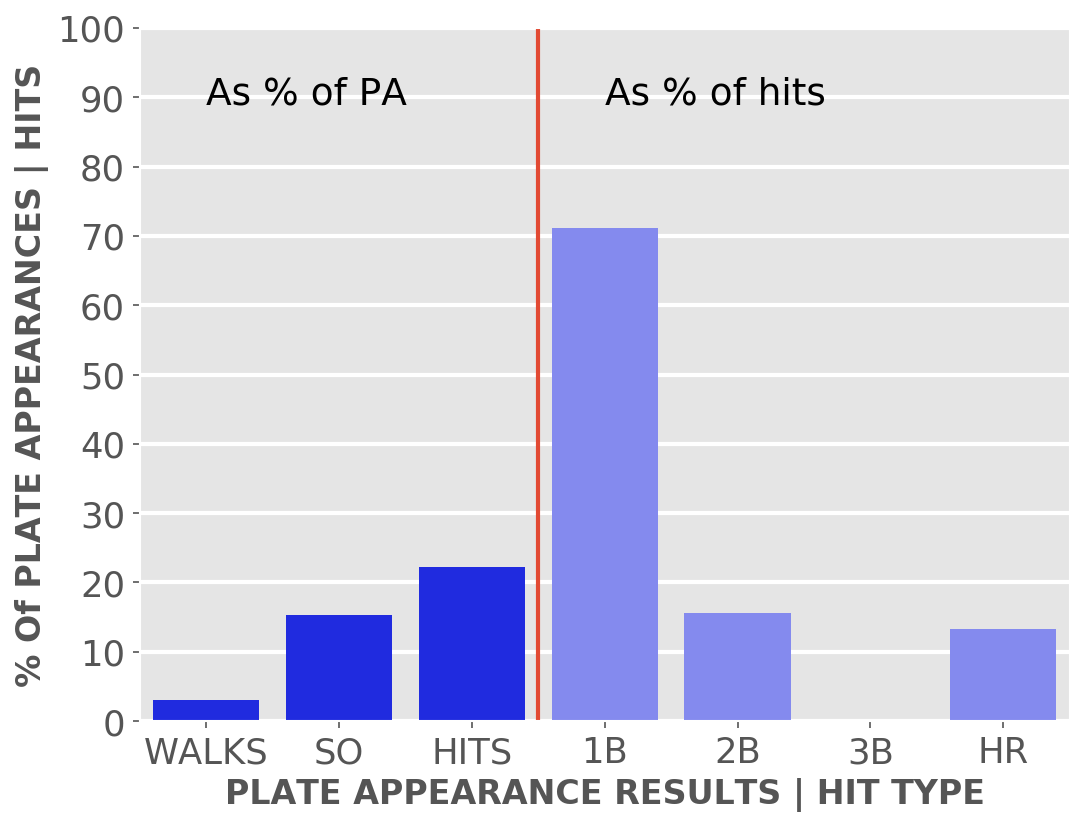 % Of PLATE APPEARANCES | HITS
100
90
80
70
60
50
40
30
20
10
0
As % of PA
As % of hits
WALKS SO HITS 1B 2B 3B HR
PLATE APPEARANCE RESULTS | HIT TYPE